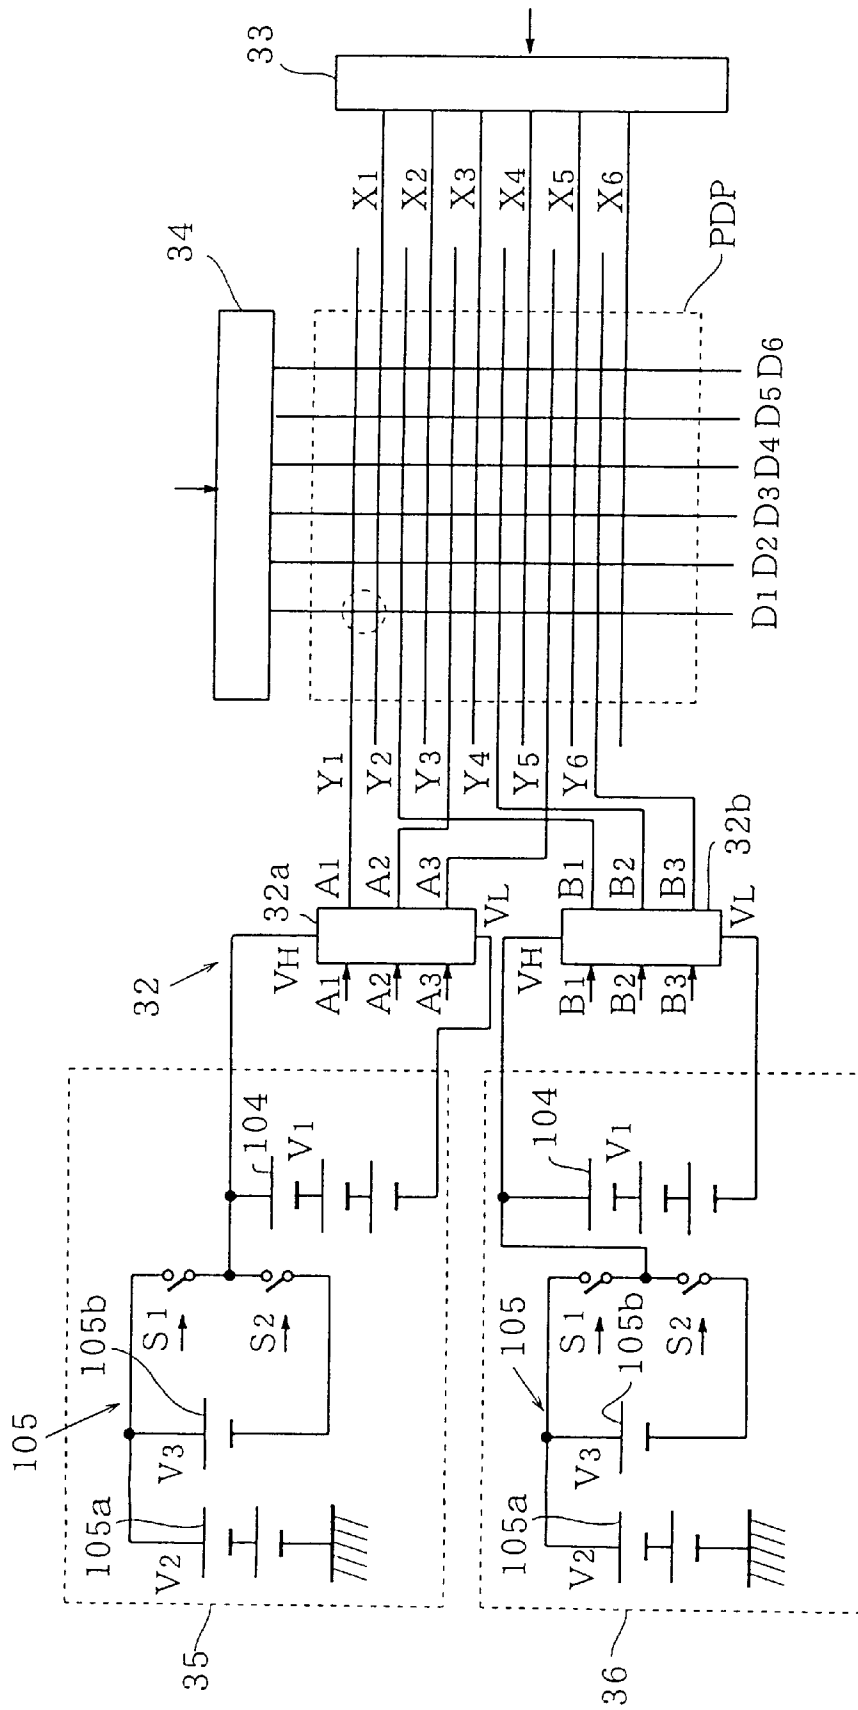 34
33
X1
X2
X3
X4
X5
X6
PDP
D1 D2 D3 D4 D5 D6
Y1
Y2
Y3
Y4
Y5
Y6
32
32a
VH
A1
A2
A3
A1
A2
A3
VL
32b
VH
B1
B2
B3
B1
B2
B3
VL
35
105
105a
105b
V2
V3
S1
S2
104
V1
36
105
105a
105b
V2
V3
S1
S2
104
V1